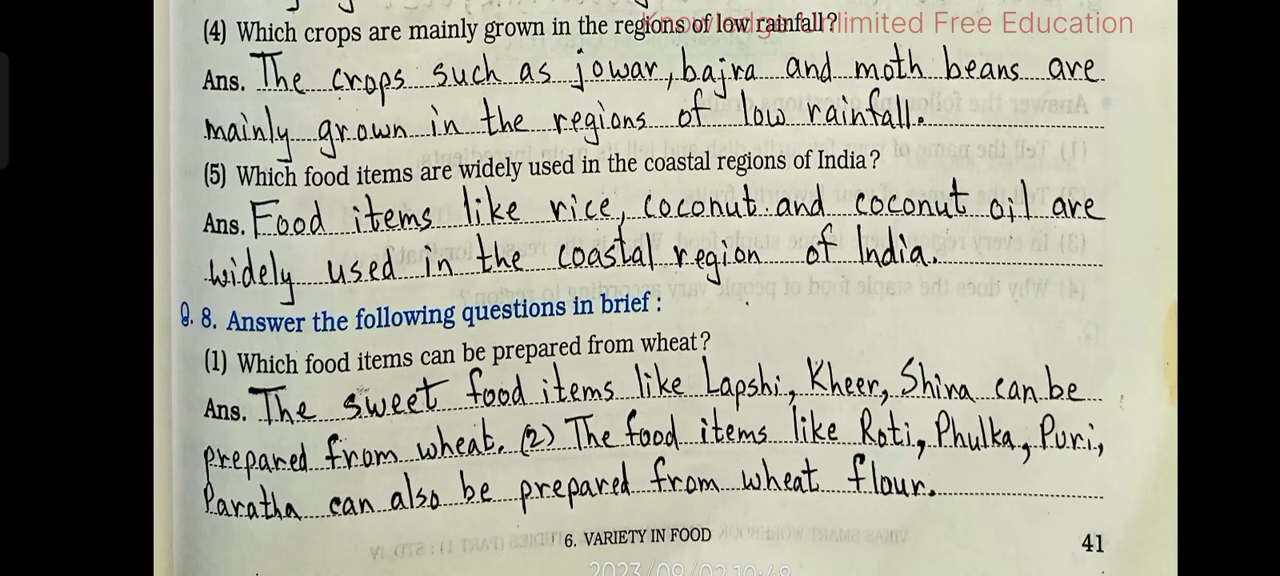 Knowledge Unlimited Free Education
(4) Which crops are mainly grown in the regions of low rainfall?
Ans. The crops such as jowar, bajra and moth beans are
mainly grown in the regions of low rainfall.
(5) Which food items are widely used in the coastal regions of India?
Ans. Food items like rice, coconut and coconut oil are
widely used in the coastal region of India.
Q. 8. Answer the following questions in brief :
(1) Which food items can be prepared from wheat?
Ans. The sweet food items like Lapshi, Kheer, Shira can be
prepared from wheat. (2) The food items like Roti, Phulka, Puri,
Paratha can also be prepared from wheat flour.
6. VARIETY IN FOOD
41